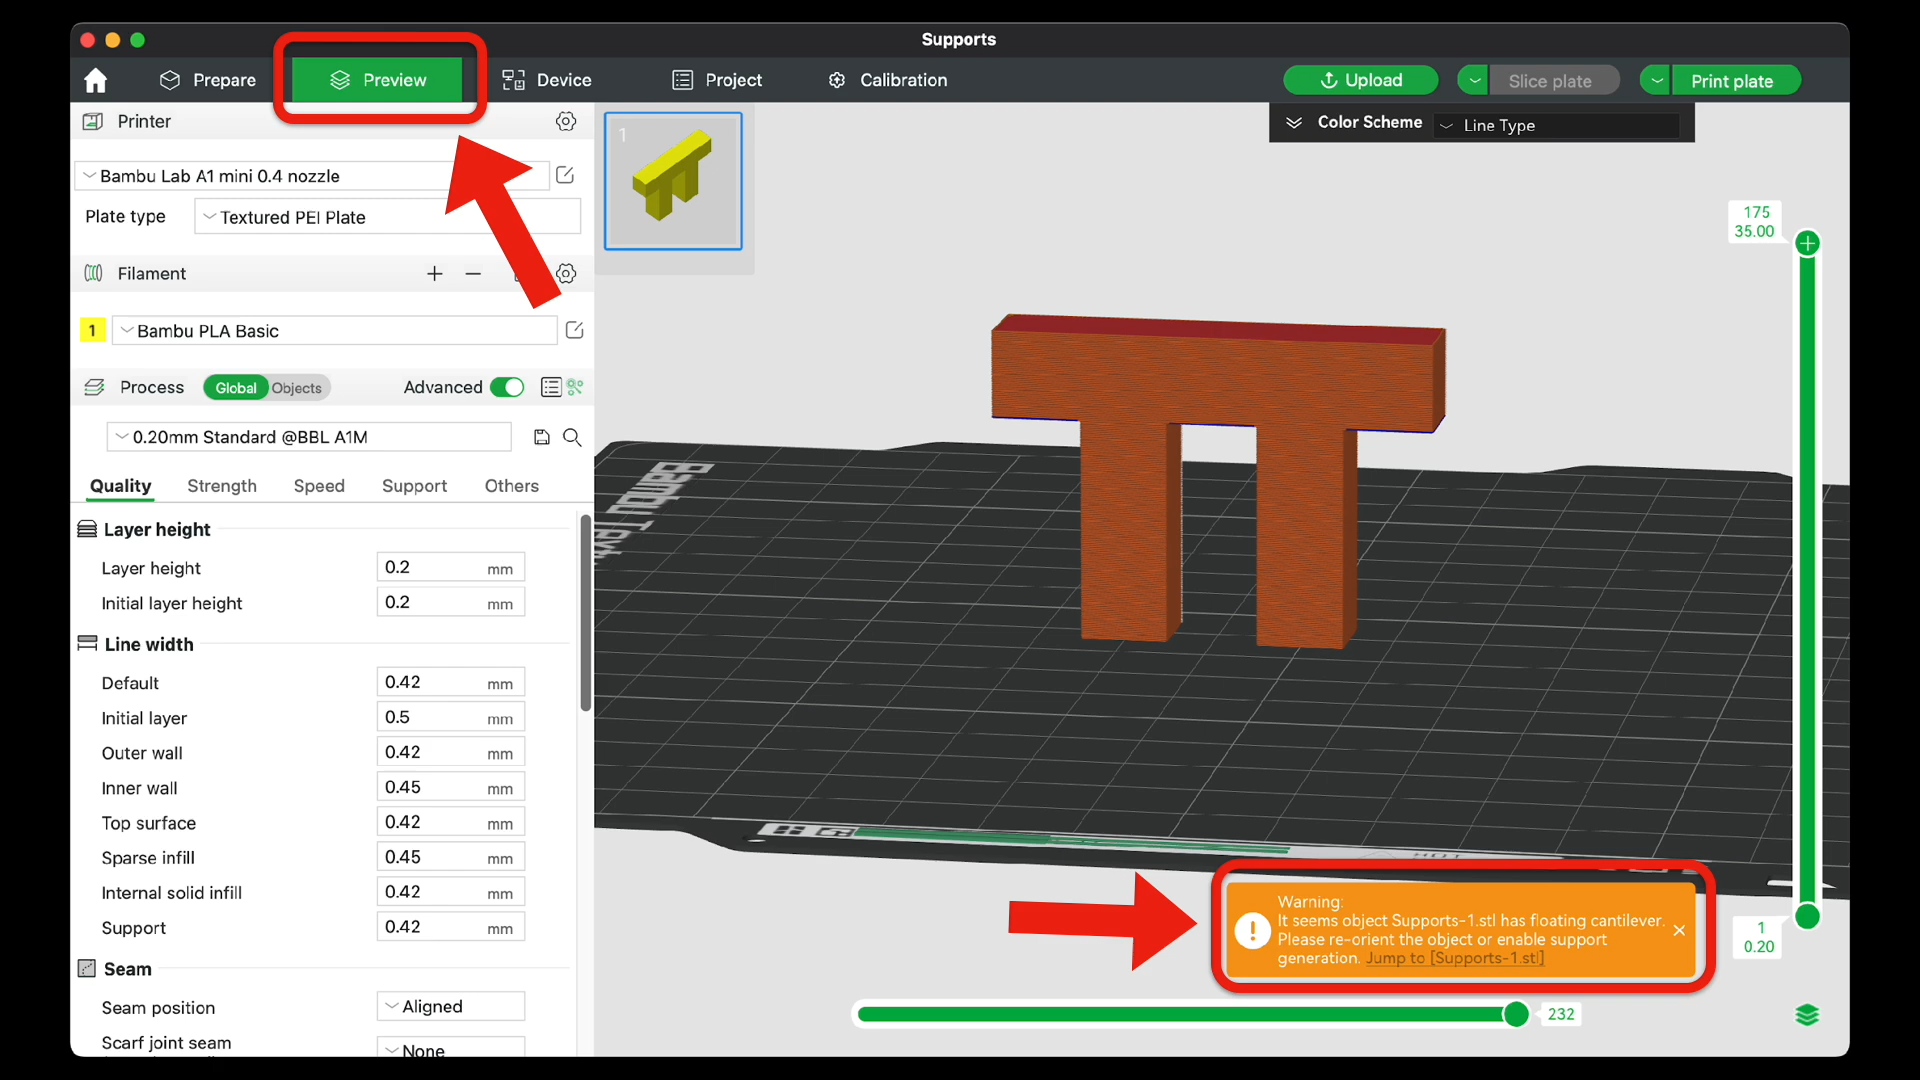 Supports
Prepare
Preview
Device
Project
Calibration
Upload
Slice plate
Print plate
Printer
Color Scheme
Line Type
1
Bambu Lab A1 mini 0.4 nozzle
Plate type
Textured PEI Plate
175
35.00
Filament
1
Bambu PLA Basic
Process
Global
Objects
Advanced
0.20mm Standard @BBL A1M
Quality
Strength
Speed
Support
Others
Layer height
Layer height
0.2
mm
Initial layer height
0.2
mm
Line width
Default
0.42
mm
Initial layer
0.5
mm
Outer wall
0.42
mm
Inner wall
0.45
mm
Top surface
0.42
mm
Sparse infill
0.45
mm
Internal solid infill
0.42
mm
Support
0.42
mm
Seam
Seam position
Aligned
Scarf joint seam
None
Warning:
It seems object Supports-1.stl has floating cantilever.
Please re-orient the object or enable support
generation. Jump to [Supports-1.stl]
1
0.20
232